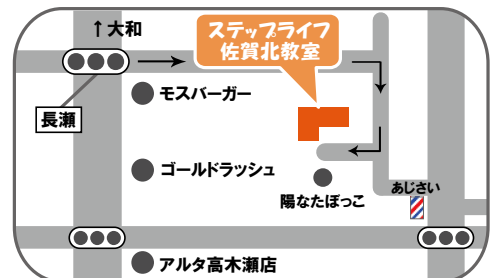 ↑大和
ステップライフ
佐賀北教室
長瀬
モスバーガー
ゴールドラッシュ
陽なたぼっこ
あじさい
アルタ高木瀬店